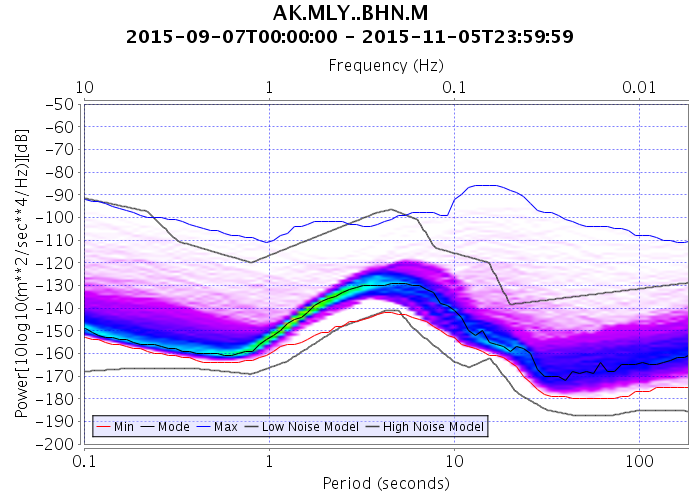 AK.MLY..BHN.M
2015-09-07T00:00:00 - 2015-11-05T23:59:59
Frequency (Hz)
10 1 0.1 0.01
Power[10log10(m**2/sec**4/Hz)][dB]
-50
-60
-70
-80
-90
-100
-110
-120
-130
-140
-150
-160
-170
-180
-190
-200
Min Mode Max Low Noise Model High Noise Model
0.1 1 10 100
Period (seconds)